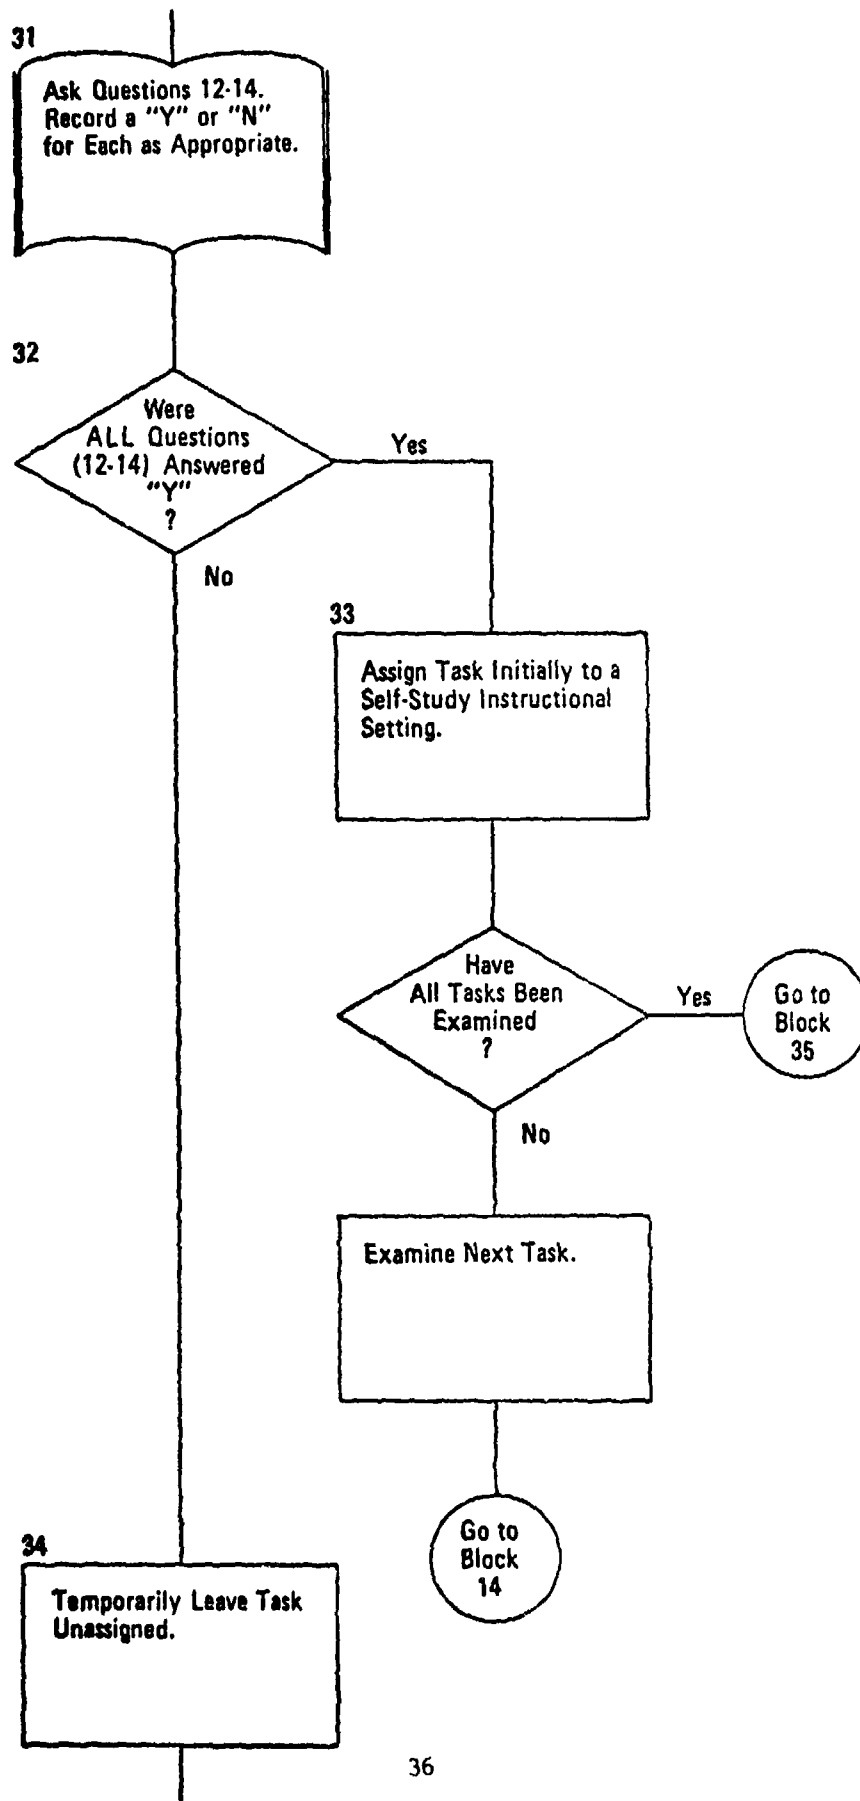 31
Ask Questions 12-14.
Record a "Y" or "N"
for Each as Appropriate.
32
Were
ALL Questions
(12-14) Answered
"Y"
?
Yes
No
33
Assign Task Initially to a
Self-Study Instructional
Setting.
Have
All Tasks Been
Examined
?
Yes
Go to
Block
35
No
Examine Next Task.
Go to
Block
14
34
Temporarily Leave Task
Unassigned.
36